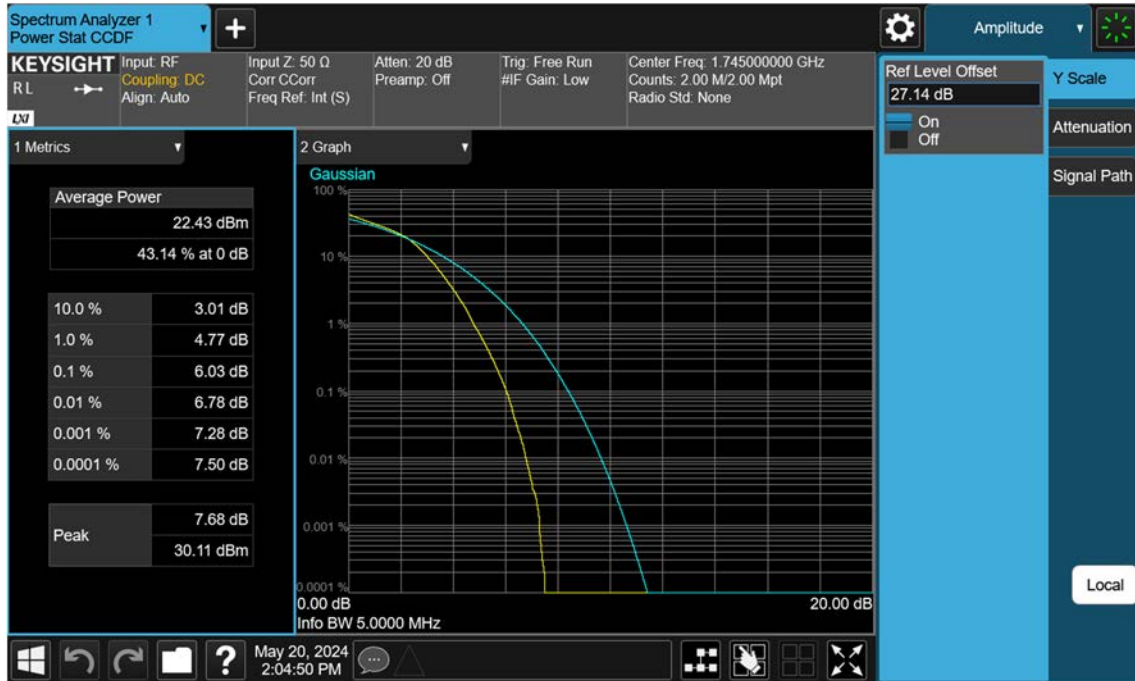 Spectrum Analyzer 1
Power Stat CCDF
+
Amplitude
KEYSIGHT
R L
LXI
Input: RF
Coupling: DC
Align: Auto
Input Z: 50 Ω
Corr CCorr
Freq Ref: Int (S)
Atten: 20 dB
Preamp: Off
Trig: Free Run
#IF Gain: Low
Center Freq: 1.745000000 GHz
Counts: 2.00 M/2.00 Mpt
Radio Std: None
Ref Level Offset
27.14 dB
On
Off
Y Scale
Attenuation
Signal Path
1 Metrics
Average Power
22.43 dBm
43.14 % at 0 dB
10.0 % 3.01 dB
1.0 % 4.77 dB
0.1 % 6.03 dB
0.01 % 6.78 dB
0.001 % 7.28 dB
0.0001 % 7.50 dB
Peak
7.68 dB
30.11 dBm
2 Graph
Gaussian
100 %
10 %
1 %
0.1 %
0.01 %
0.001 %
0.0001 %
0.00 dB 20.00 dB
Info BW 5.0000 MHz
Local
?
May 20, 2024
2:04:50 PM